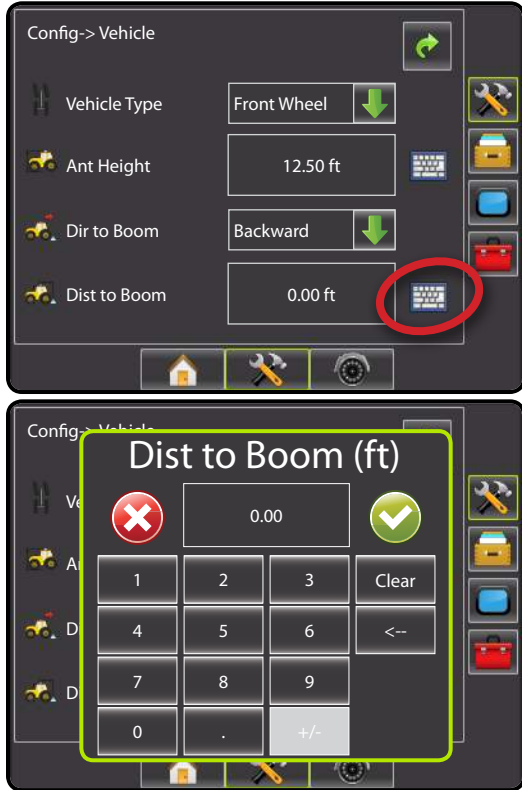 Config-> Vehicle
Vehicle Type Front Wheel
Ant Height 12.50 ft
Dir to Boom Backward
Dist to Boom 0.00 ft
Config-> Vehicle
Dist to Boom (ft)
Ve
0.00
A
1 2 3 Clear
D 4 5 6 <--
D 7 8 9
0 . +/-